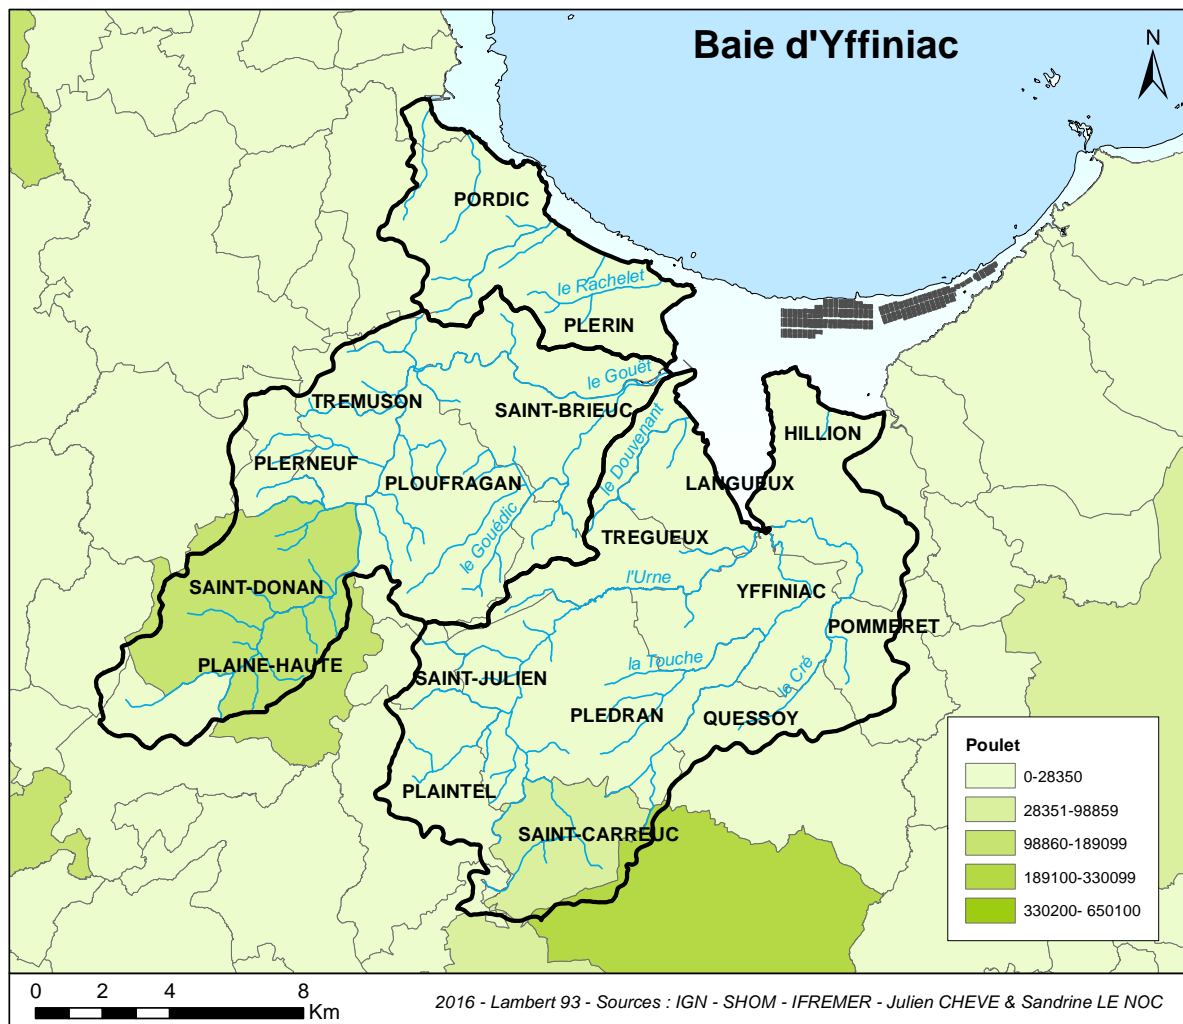 Baie d'Yffiniac
N
PORDIC
le Rachelet
PLERIN
le Gouët
TREMUSON
SAINT-BRIEUC
HILLION
le Douvenant
PLERNEUF
PLOUFRAGAN
LANGUEUX
le Gouëdic
TREGUEUX
l'Urne
SAINT-DONAN
YFFINIAC
POMMERET
PLAINE-HAUTE
la Touche
SAINT-JULIEN
le Cré
PLEDRAN
QUESSOY
PLAINTEL
SAINT-CARREUC
Poulet
0-28350
28351-98859
98860-189099
189100-330099
330200- 650100
0 2 4 8
Km
2016 - Lambert 93 - Sources : IGN - SHOM - IFREMER - Julien CHEVE & Sandrine LE NOC